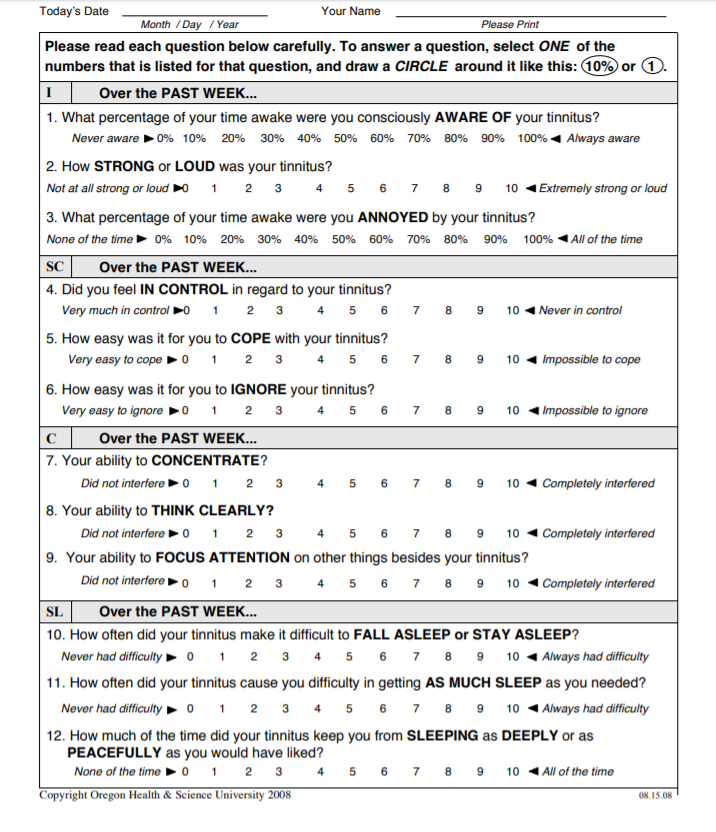 Today's Date Your Name
Month / Day / Year Please Print
Please read each question below carefully. To answer a question, select ONE of the
numbers that is listed for that question, and draw a CIRCLE around it like this: 10% or 1.
I Over the PAST WEEK...
1. What percentage of your time awake were you consciously AWARE OF your tinnitus?
Never aware ► 0% 10% 20% 30% 40% 50% 60% 70% 80% 90% 100% ◄ Always aware
2. How STRONG or LOUD was your tinnitus?
Not at all strong or loud ► 0 1 2 3 4 5 6 7 8 9 10 ◄ Extremely strong or loud
3. What percentage of your time awake were you ANNOYED by your tinnitus?
None of the time ► 0% 10% 20% 30% 40% 50% 60% 70% 80% 90% 100% ◄ All of the time
SC Over the PAST WEEK...
4. Did you feel IN CONTROL in regard to your tinnitus?
Very much in control ► 0 1 2 3 4 5 6 7 8 9 10 ◄ Never in control
5. How easy was it for you to COPE with your tinnitus?
Very easy to cope ► 0 1 2 3 4 5 6 7 8 9 10 ◄ Impossible to cope
6. How easy was it for you to IGNORE your tinnitus?
Very easy to ignore ► 0 1 2 3 4 5 6 7 8 9 10 ◄ Impossible to ignore
C Over the PAST WEEK...
7. Your ability to CONCENTRATE?
Did not interfere ► 0 1 2 3 4 5 6 7 8 9 10 ◄ Completely interfered
8. Your ability to THINK CLEARLY?
Did not interfere ► 0 1 2 3 4 5 6 7 8 9 10 ◄ Completely interfered
9. Your ability to FOCUS ATTENTION on other things besides your tinnitus?
Did not interfere ► 0 1 2 3 4 5 6 7 8 9 10 ◄ Completely interfered
SL Over the PAST WEEK...
10. How often did your tinnitus make it difficult to FALL ASLEEP or STAY ASLEEP?
Never had difficulty ► 0 1 2 3 4 5 6 7 8 9 10 ◄ Always had difficulty
11. How often did your tinnitus cause you difficulty in getting AS MUCH SLEEP as you needed?
Never had difficulty ► 0 1 2 3 4 5 6 7 8 9 10 ◄ Always had difficulty
12. How much of the time did your tinnitus keep you from SLEEPING as DEEPLY or as
PEACEFULLY as you would have liked?
None of the time ► 0 1 2 3 4 5 6 7 8 9 10 ◄ All of the time
Copyright Oregon Health & Science University 2008 08.15.08